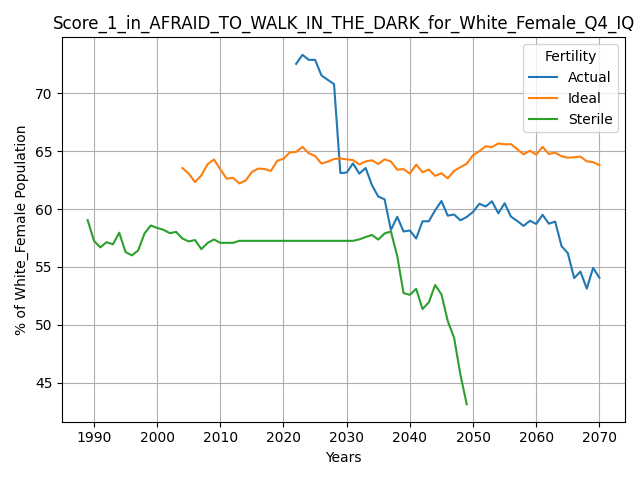 Score_1_in_AFRAID_TO_WALK_IN_THE_DARK_for_White_Female_Q4_IQ
Fertility
Actual
Ideal
Sterile
% of White_Female Population
70
65
60
55
50
45
1990 2000 2010 2020 2030 2040 2050 2060 2070
Years